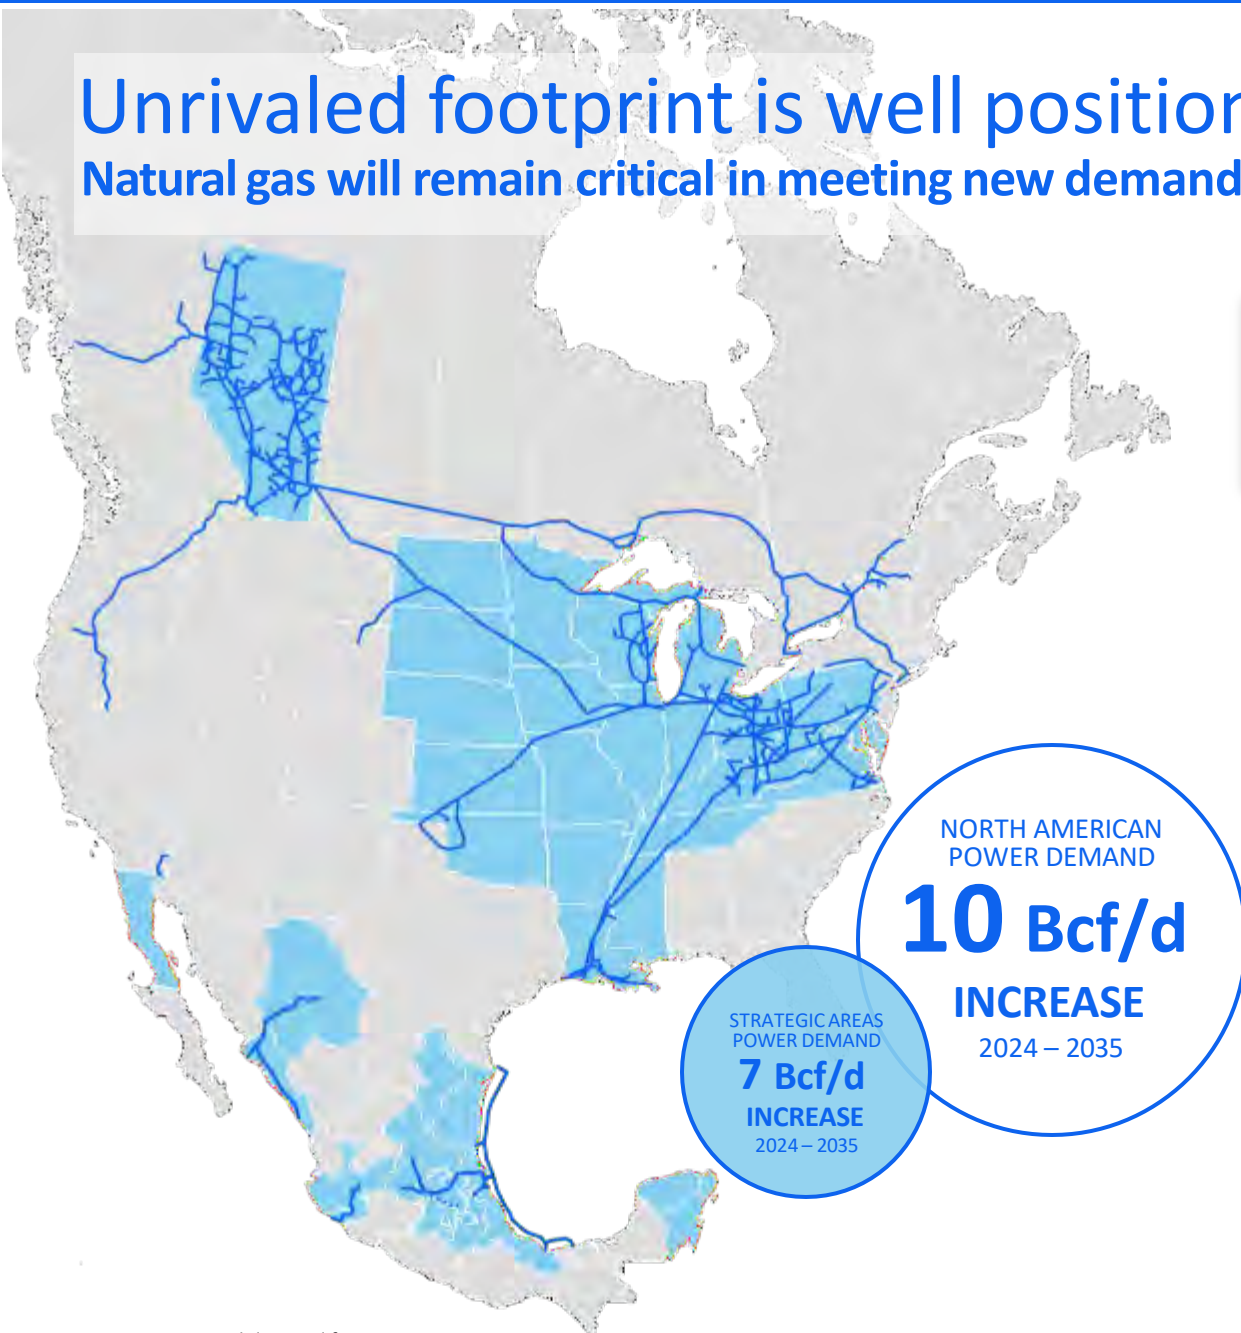 Unrivaled footprint is well position
Natural gas will remain critical in meeting new demand
NORTH AMERICAN
POWER DEMAND
10 Bcf/d
INCREASE
2024 – 2035
STRATEGIC AREAS
POWER DEMAND
7 Bcf/d
INCREASE
2024 – 2035